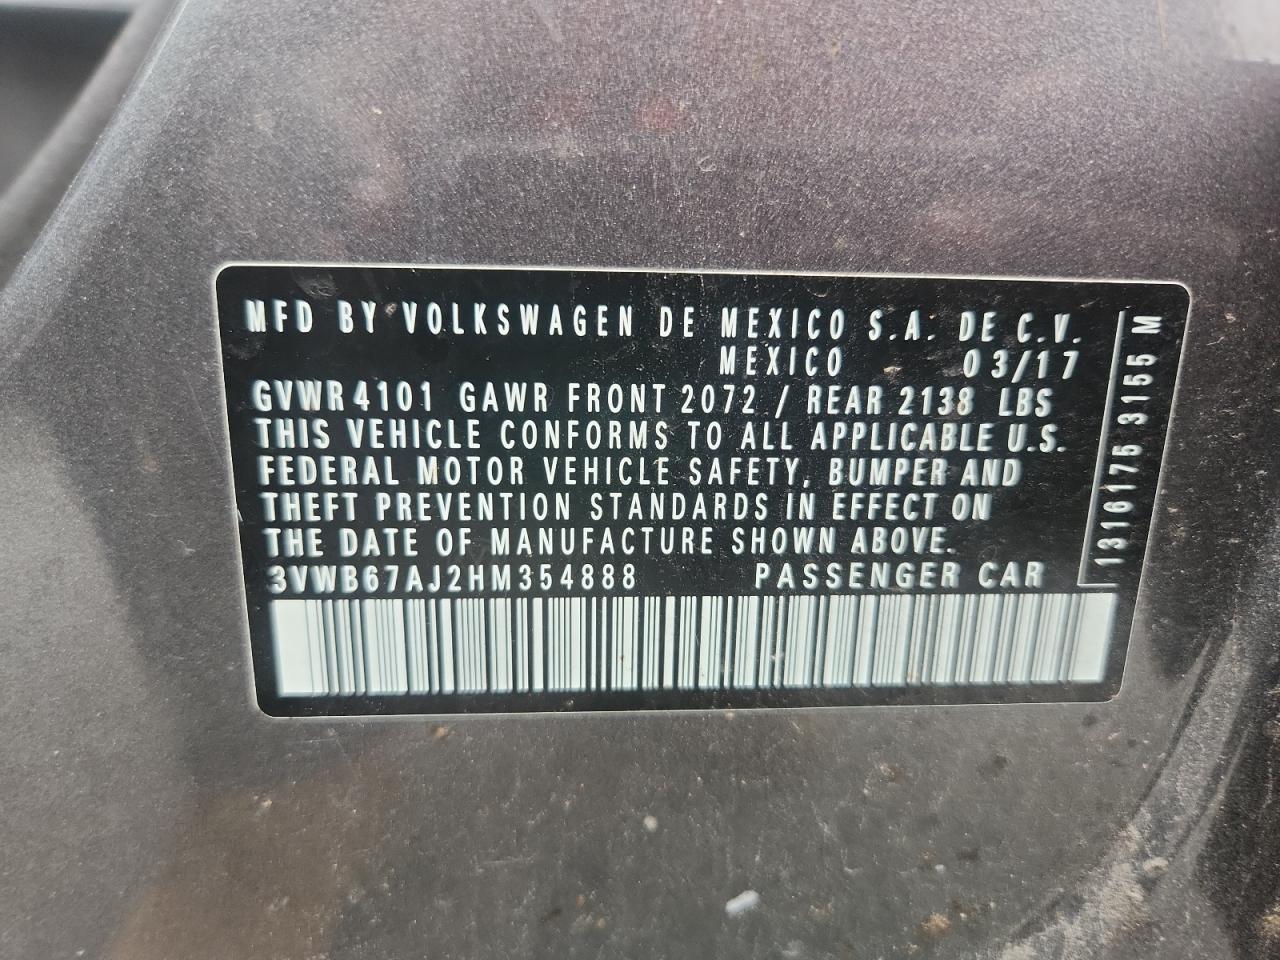 MFD BY VOLKSWAGEN DE MEXICO S.A. DE C.V.
MEXICO 03/17
GVWR 4101 GAWR FRONT 2072 / REAR 2138 LBS
THIS VEHICLE CONFORMS TO ALL APPLICABLE U.S.
FEDERAL MOTOR VEHICLE SAFETY, BUMPER AND
THEFT PREVENTION STANDARDS IN EFFECT ON
THE DATE OF MANUFACTURE SHOWN ABOVE.
3VWB67AJ2HM354888 PASSENGER CAR
1316175 3155 M